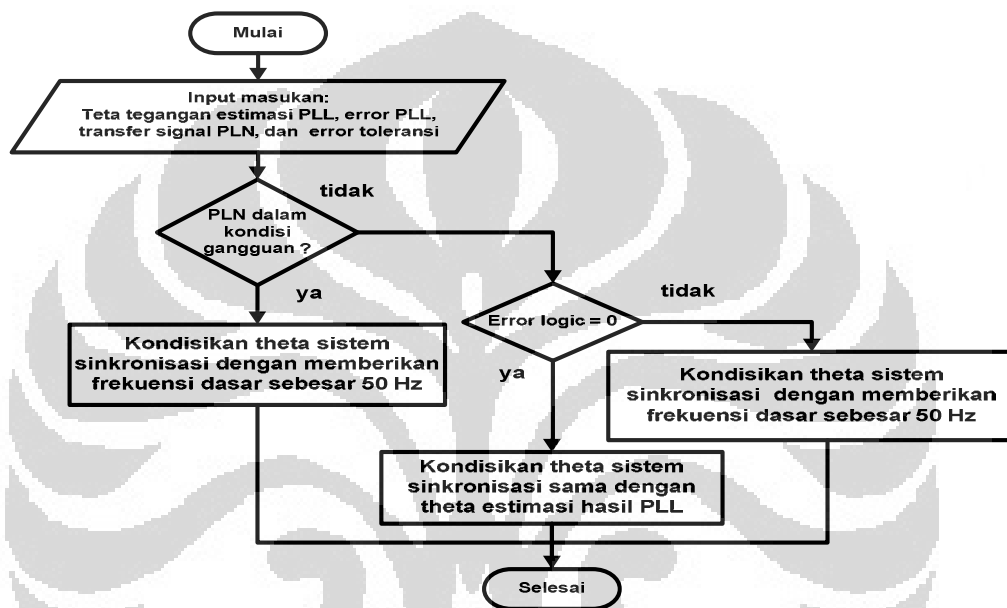 Mulai
Input masukan:
Teta tegangan estimasi PLL, error PLL,
transfer signal PLN, dan error toleransi
tidak
PLN dalam
kondisi
gangguan ?
ya
tidak
Error logic = 0
ya
Kondisikan theta sistem
sinkronisasi dengan memberikan
frekuensi dasar sebesar 50 Hz
Kondisikan theta sistem
sinkronisasi dengan memberikan
frekuensi dasar sebesar 50 Hz
Kondisikan theta sistem
sinkronisasi sama dengan
theta estimasi hasil PLL
Selesai